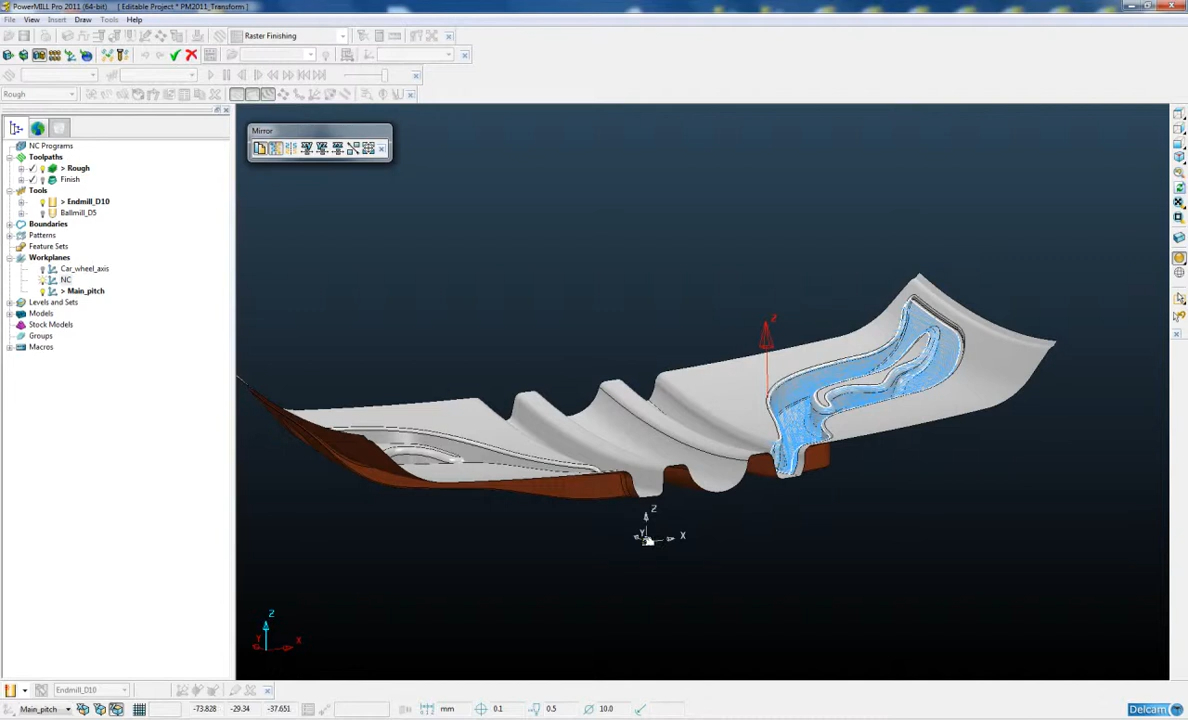 PowerMILL Pro 2011 (64-bit) [ Editable Project * PM2011_Transform ]
File View Insert Draw Tools Help
Raster Finishing
Rough
Mirror
NC Programs
Toolpaths
> Rough
Finish
Tools
> Endmill_D10
Ballmill_D5
Boundaries
Patterns
Feature Sets
Workplanes
Car_wheel_axis
NC
> Main_pitch
Levels and Sets
Models
Stock Models
Groups
Macros
Z
Z
Y
X
Z
Y
X
Endmill_D10
Main_pitch -73.828 -29.34 -37.651 mm 0.1 0.5 10.0 Delcam